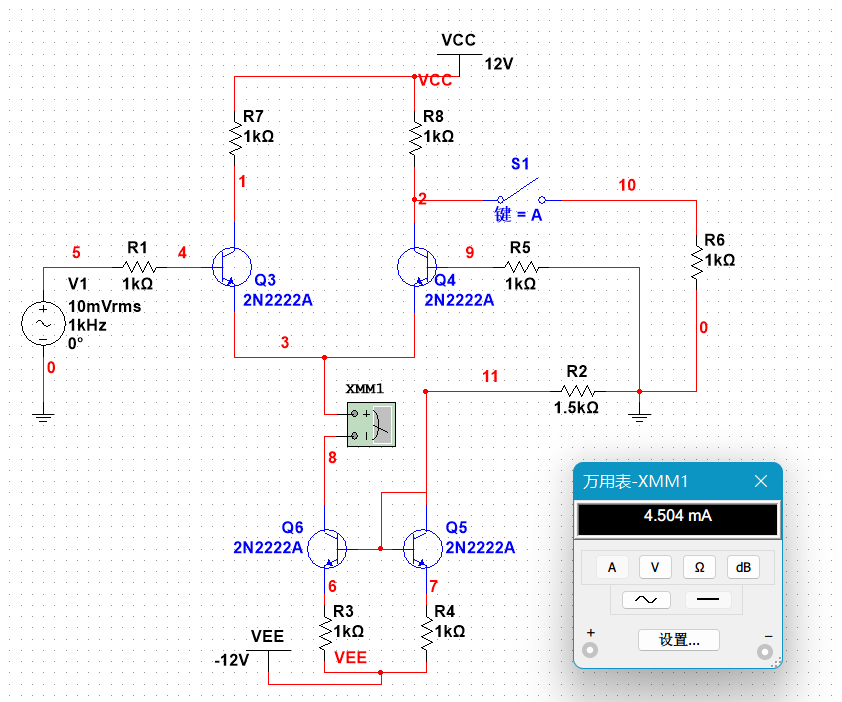 VCC
12V
VCC
R7
1kΩ
R8
1kΩ
S1
1
2
10
键 = A
5
R1
4
9
R5
R6
1kΩ
V1
1kΩ
Q3
2N2222A
Q4
2N2222A
1kΩ
10mVrms
1kHz
0°
0
3
0
R2
11
1.5kΩ
XMM1
8
万用表-XMM1
4.504 mA
A
V
Ω
dB
+
设置...
−
Q6
2N2222A
Q5
2N2222A
6
7
R3
1kΩ
R4
1kΩ
VEE
-12V
VEE